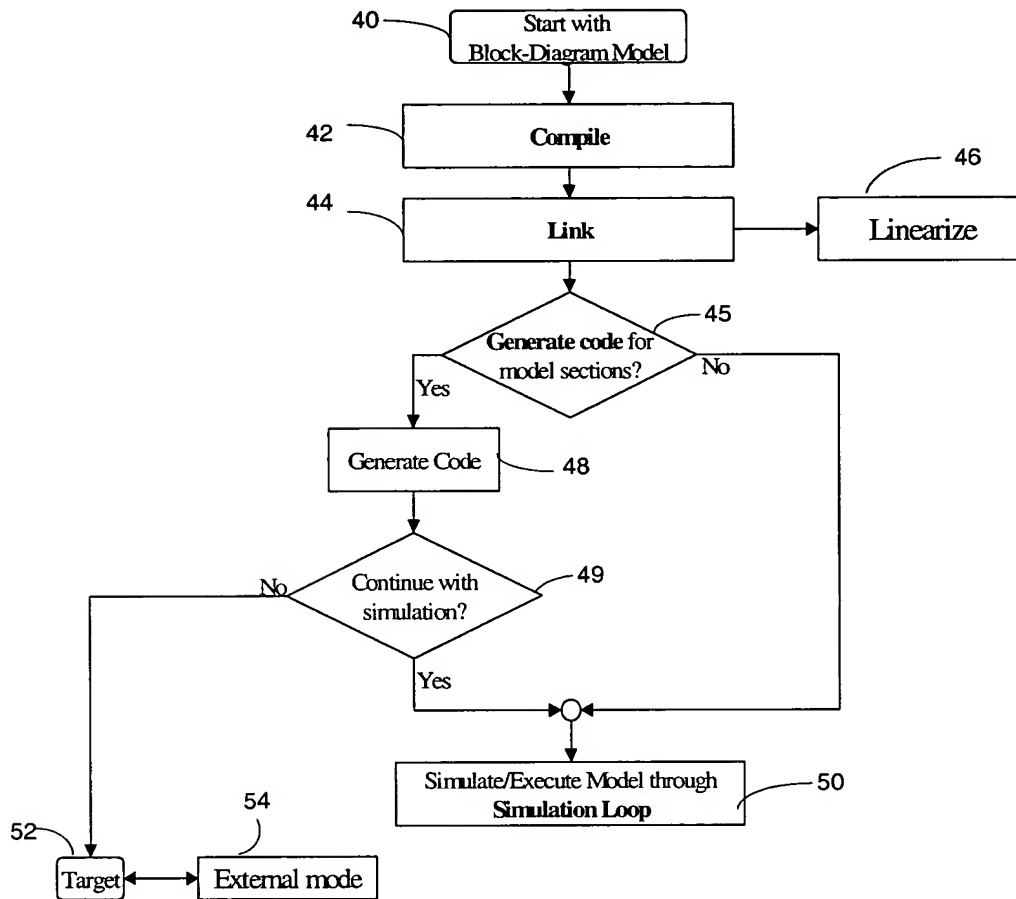 40
Start with
Block-Diagram Model
42
Compile
46
44
Link
Linearize
45
Generate code for
model sections?
No
Yes
Generate Code
48
No
Continue with
simulation?
49
Yes
Simulate/Execute Model through
Simulation Loop
50
54
52
Target
External mode